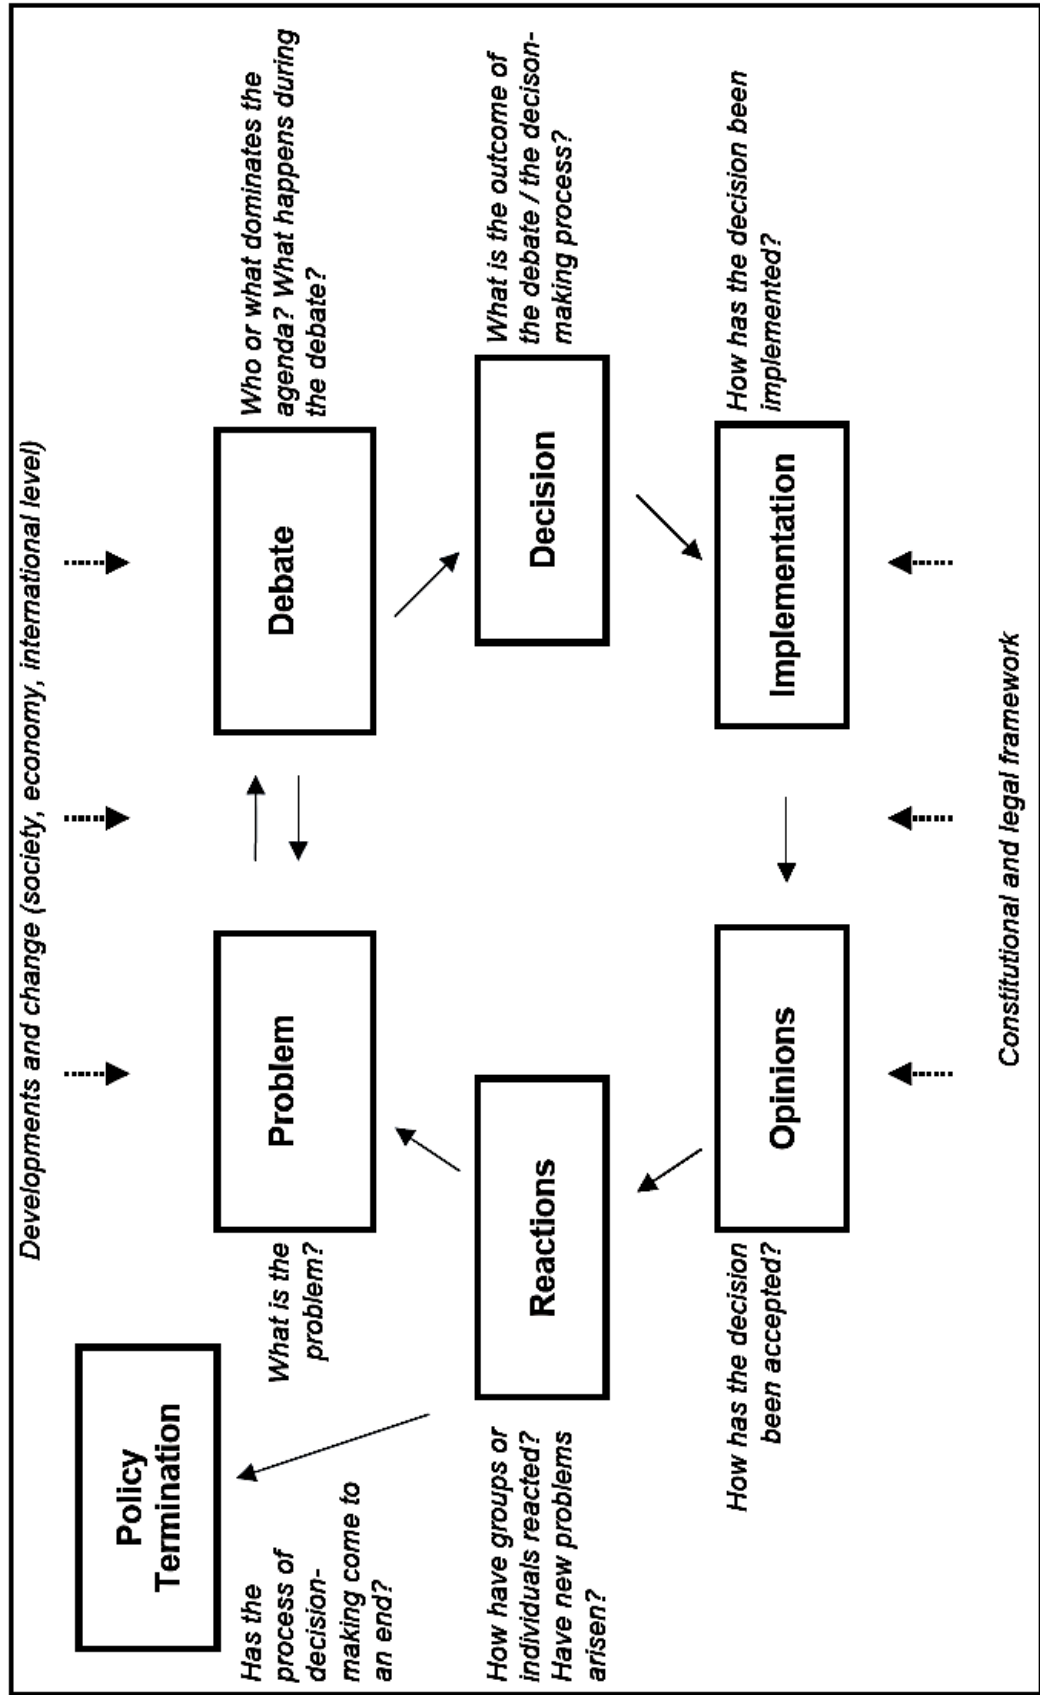 Developments and change (society, economy, international level)
Policy
Termination
Has the
process of
decision-
making come to
an end?
What is the
problem?
Problem
Debate
Who or what dominates the
agenda? What happens during
the debate?
How have groups or
individuals reacted?
Have new problems
arisen?
Reactions
Decision
What is the outcome of
the debate / the decison-
making process?
How has the decision
been accepted?
Opinions
Implementation
How has the decision been
implemented?
Constitutional and legal framework